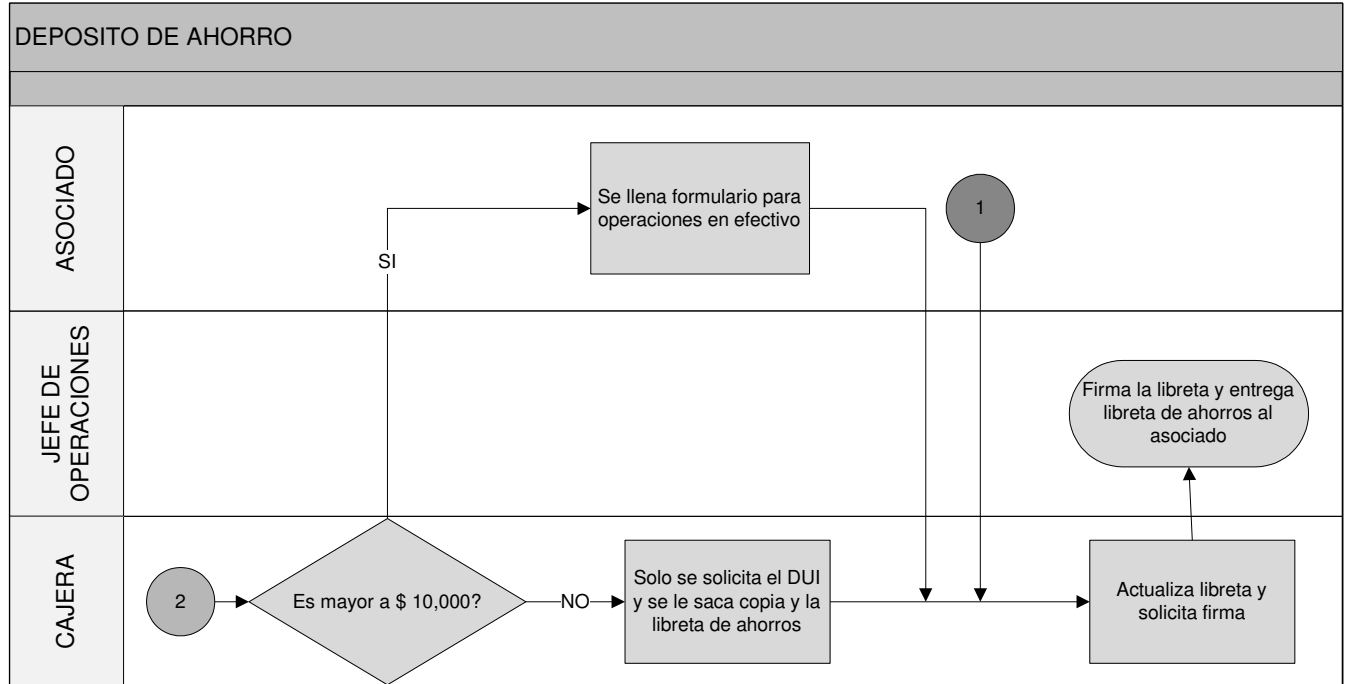 DEPOSITO DE AHORRO
ASOCIADO
Se llena formulario para
operaciones en efectivo
1
SI
JEFE DE
OPERACIONES
Firma la libreta y entrega
libreta de ahorros al
asociado
CAJERA
2
Es mayor a $ 10,000?
NO
Solo se solicita el DUI
y se le saca copia y la
libreta de ahorros
Actualiza libreta y
solicita firma